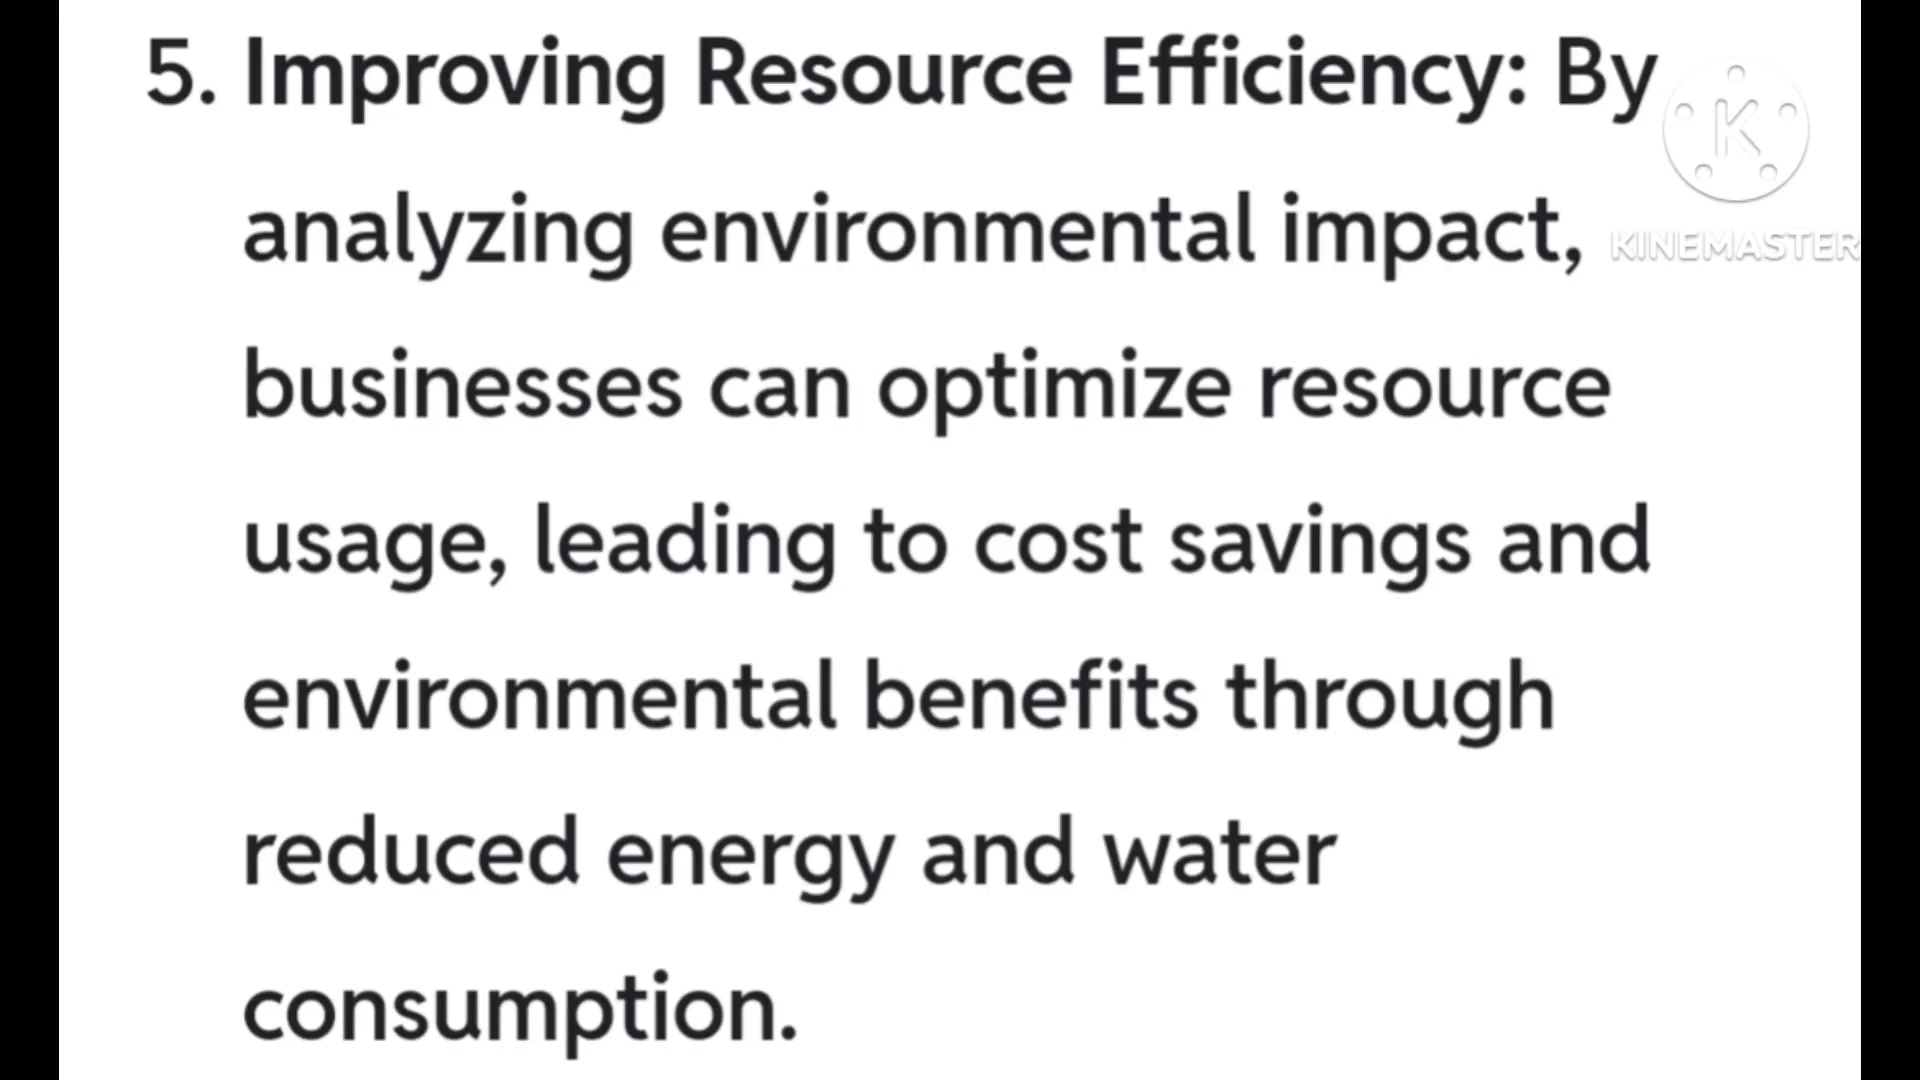 5. Improving Resource Efficiency: By
analyzing environmental impact,
businesses can optimize resource
usage, leading to cost savings and
environmental benefits through
reduced energy and water
consumption.
K
KINEMASTER